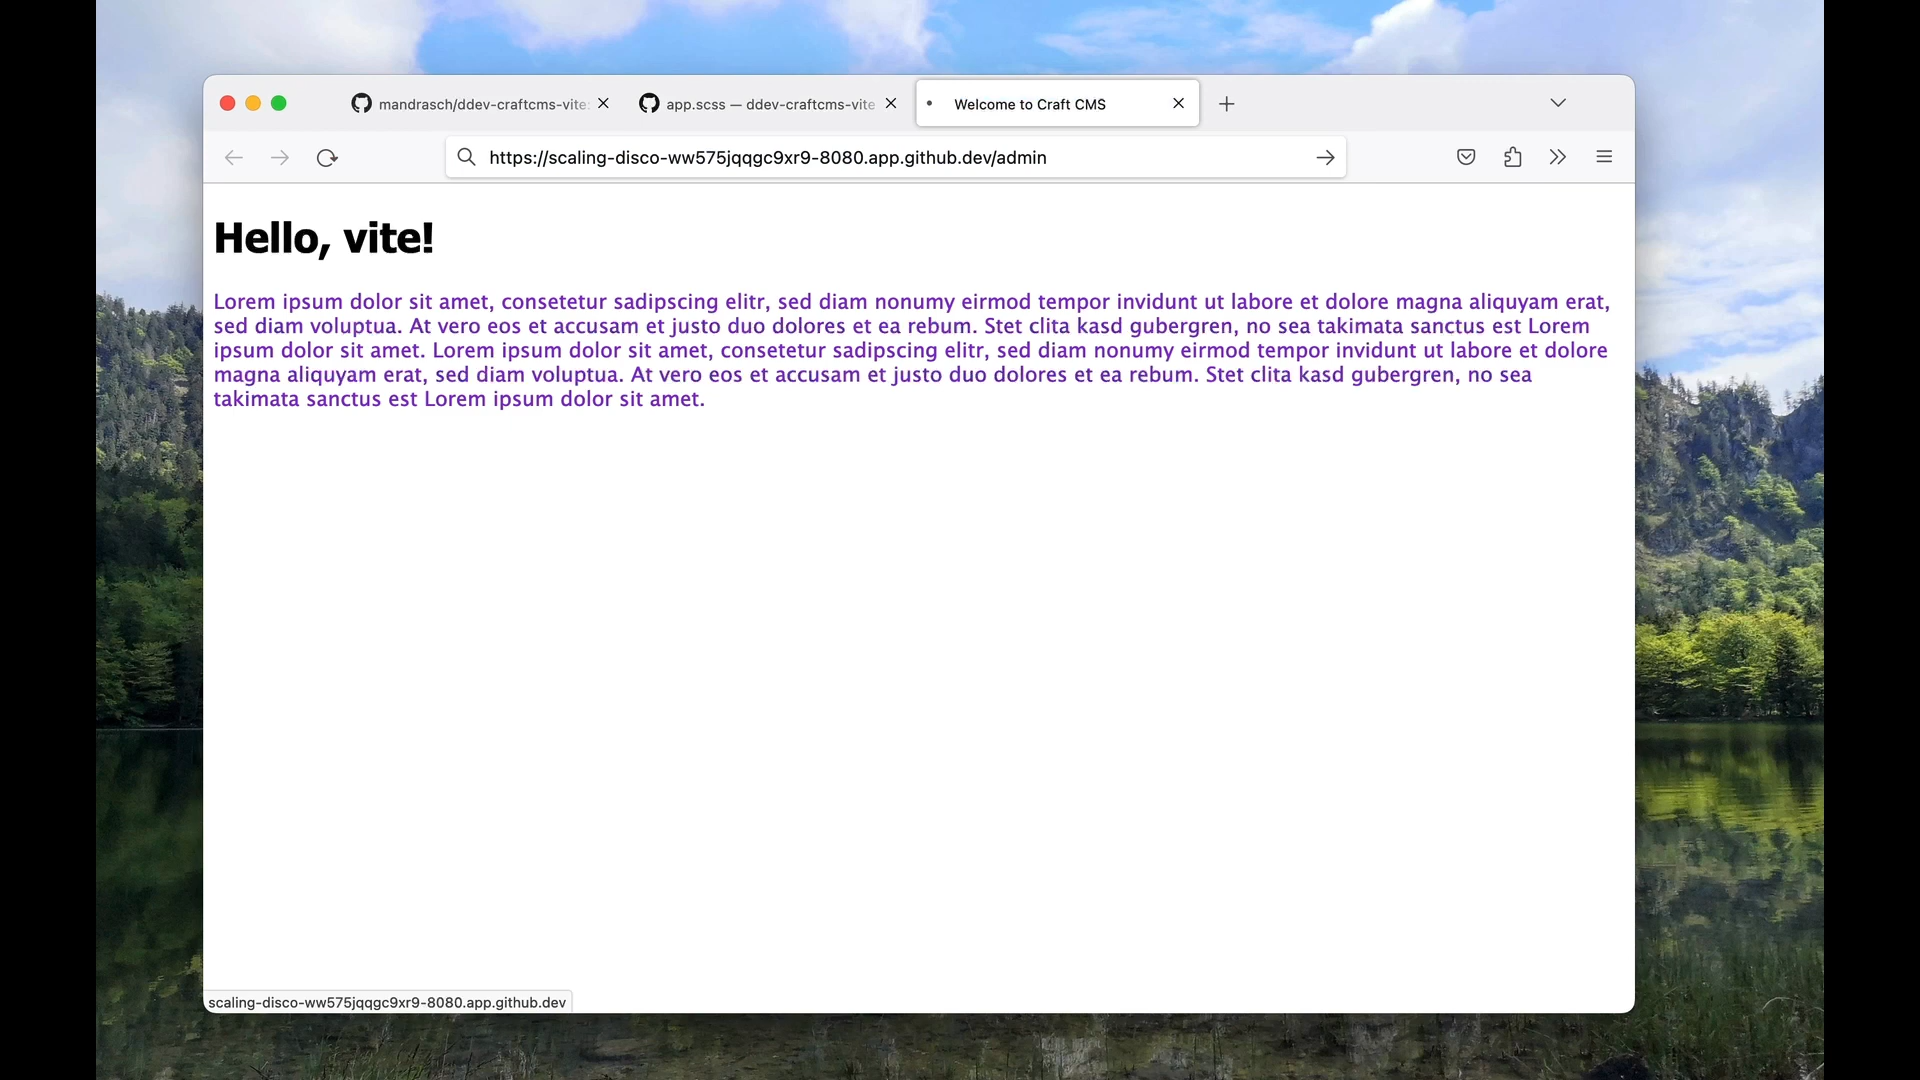 mandrasch/ddev-craftcms-vite:
app.scss — ddev-craftcms-vite
Welcome to Craft CMS
https://scaling-disco-ww575jqqgc9xr9-8080.app.github.dev/admin
Hello, vite!
Lorem ipsum dolor sit amet, consetetur sadipscing elitr, sed diam nonumy eirmod tempor invidunt ut labore et dolore magna aliquyam erat,
sed diam voluptua. At vero eos et accusam et justo duo dolores et ea rebum. Stet clita kasd gubergren, no sea takimata sanctus est Lorem
ipsum dolor sit amet. Lorem ipsum dolor sit amet, consetetur sadipscing elitr, sed diam nonumy eirmod tempor invidunt ut labore et dolore
magna aliquyam erat, sed diam voluptua. At vero eos et accusam et justo duo dolores et ea rebum. Stet clita kasd gubergren, no sea
takimata sanctus est Lorem ipsum dolor sit amet.
scaling-disco-ww575jqqgc9xr9-8080.app.github.dev